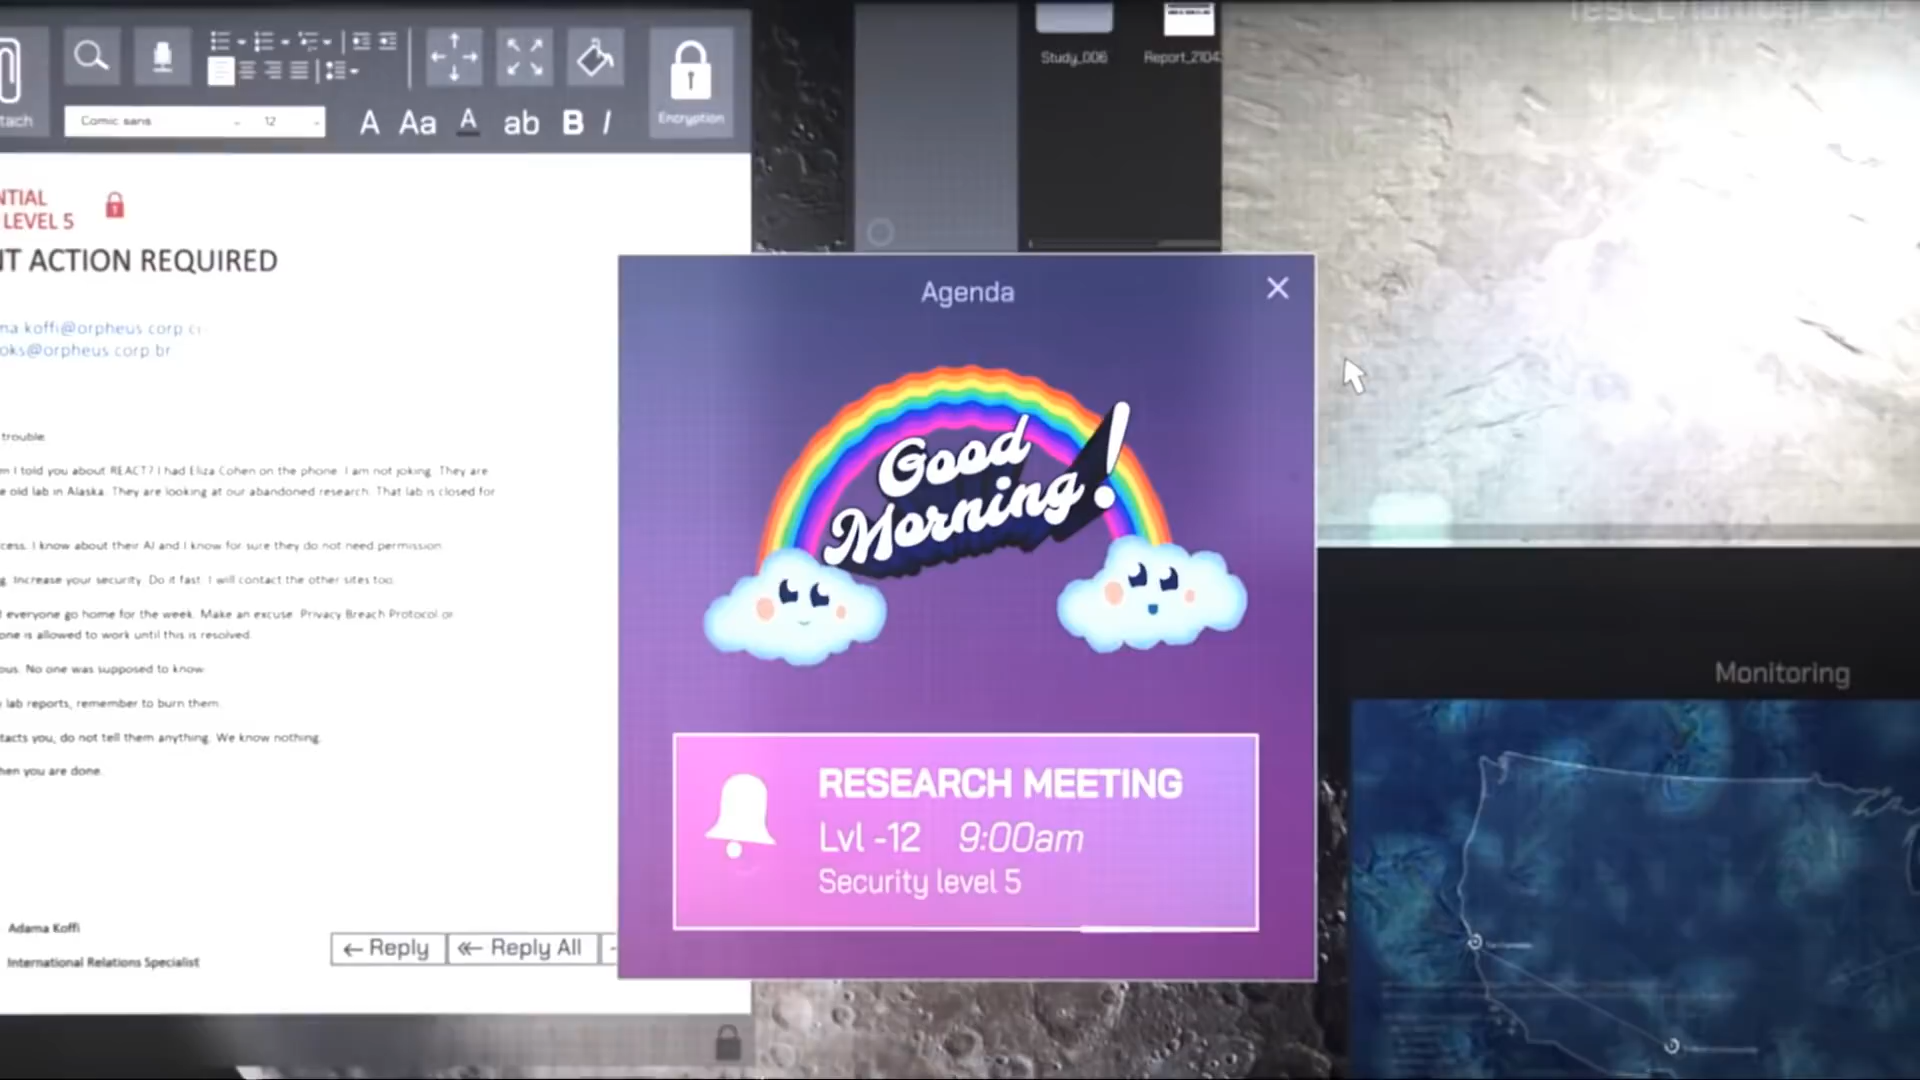 tach
Comic sans
12
A Aa A ab B I
Encryption
Study_006
NTIAL
LEVEL 5
NT ACTION REQUIRED
koffi@orpheus corp
oks@orpheus corp br
trouble.
I told you about REACT? I had Eliza Cohen on the phone. I am not joking. They are
old lab in Alaska. They are looking at our abandoned research. That lab is closed for
cess. I know about their AI and I know for sure they do not need permission.
g. Increase your security. Do it fast. I will contact the other sites too.
everyone go home for the week. Make an excuse. Privacy Breach Protocol or
one is allowed to work until this is resolved.
ous. No one was supposed to know.
lab reports, remember to burn them.
tacts you, do not tell them anything. We know nothing.
hen you are done.
Adama Koffi
International Relations Specialist
Reply
Reply All
Agenda
Good
Morning!
RESEARCH MEETING
Lvl -12 9:00am
Security level 5
Monitoring